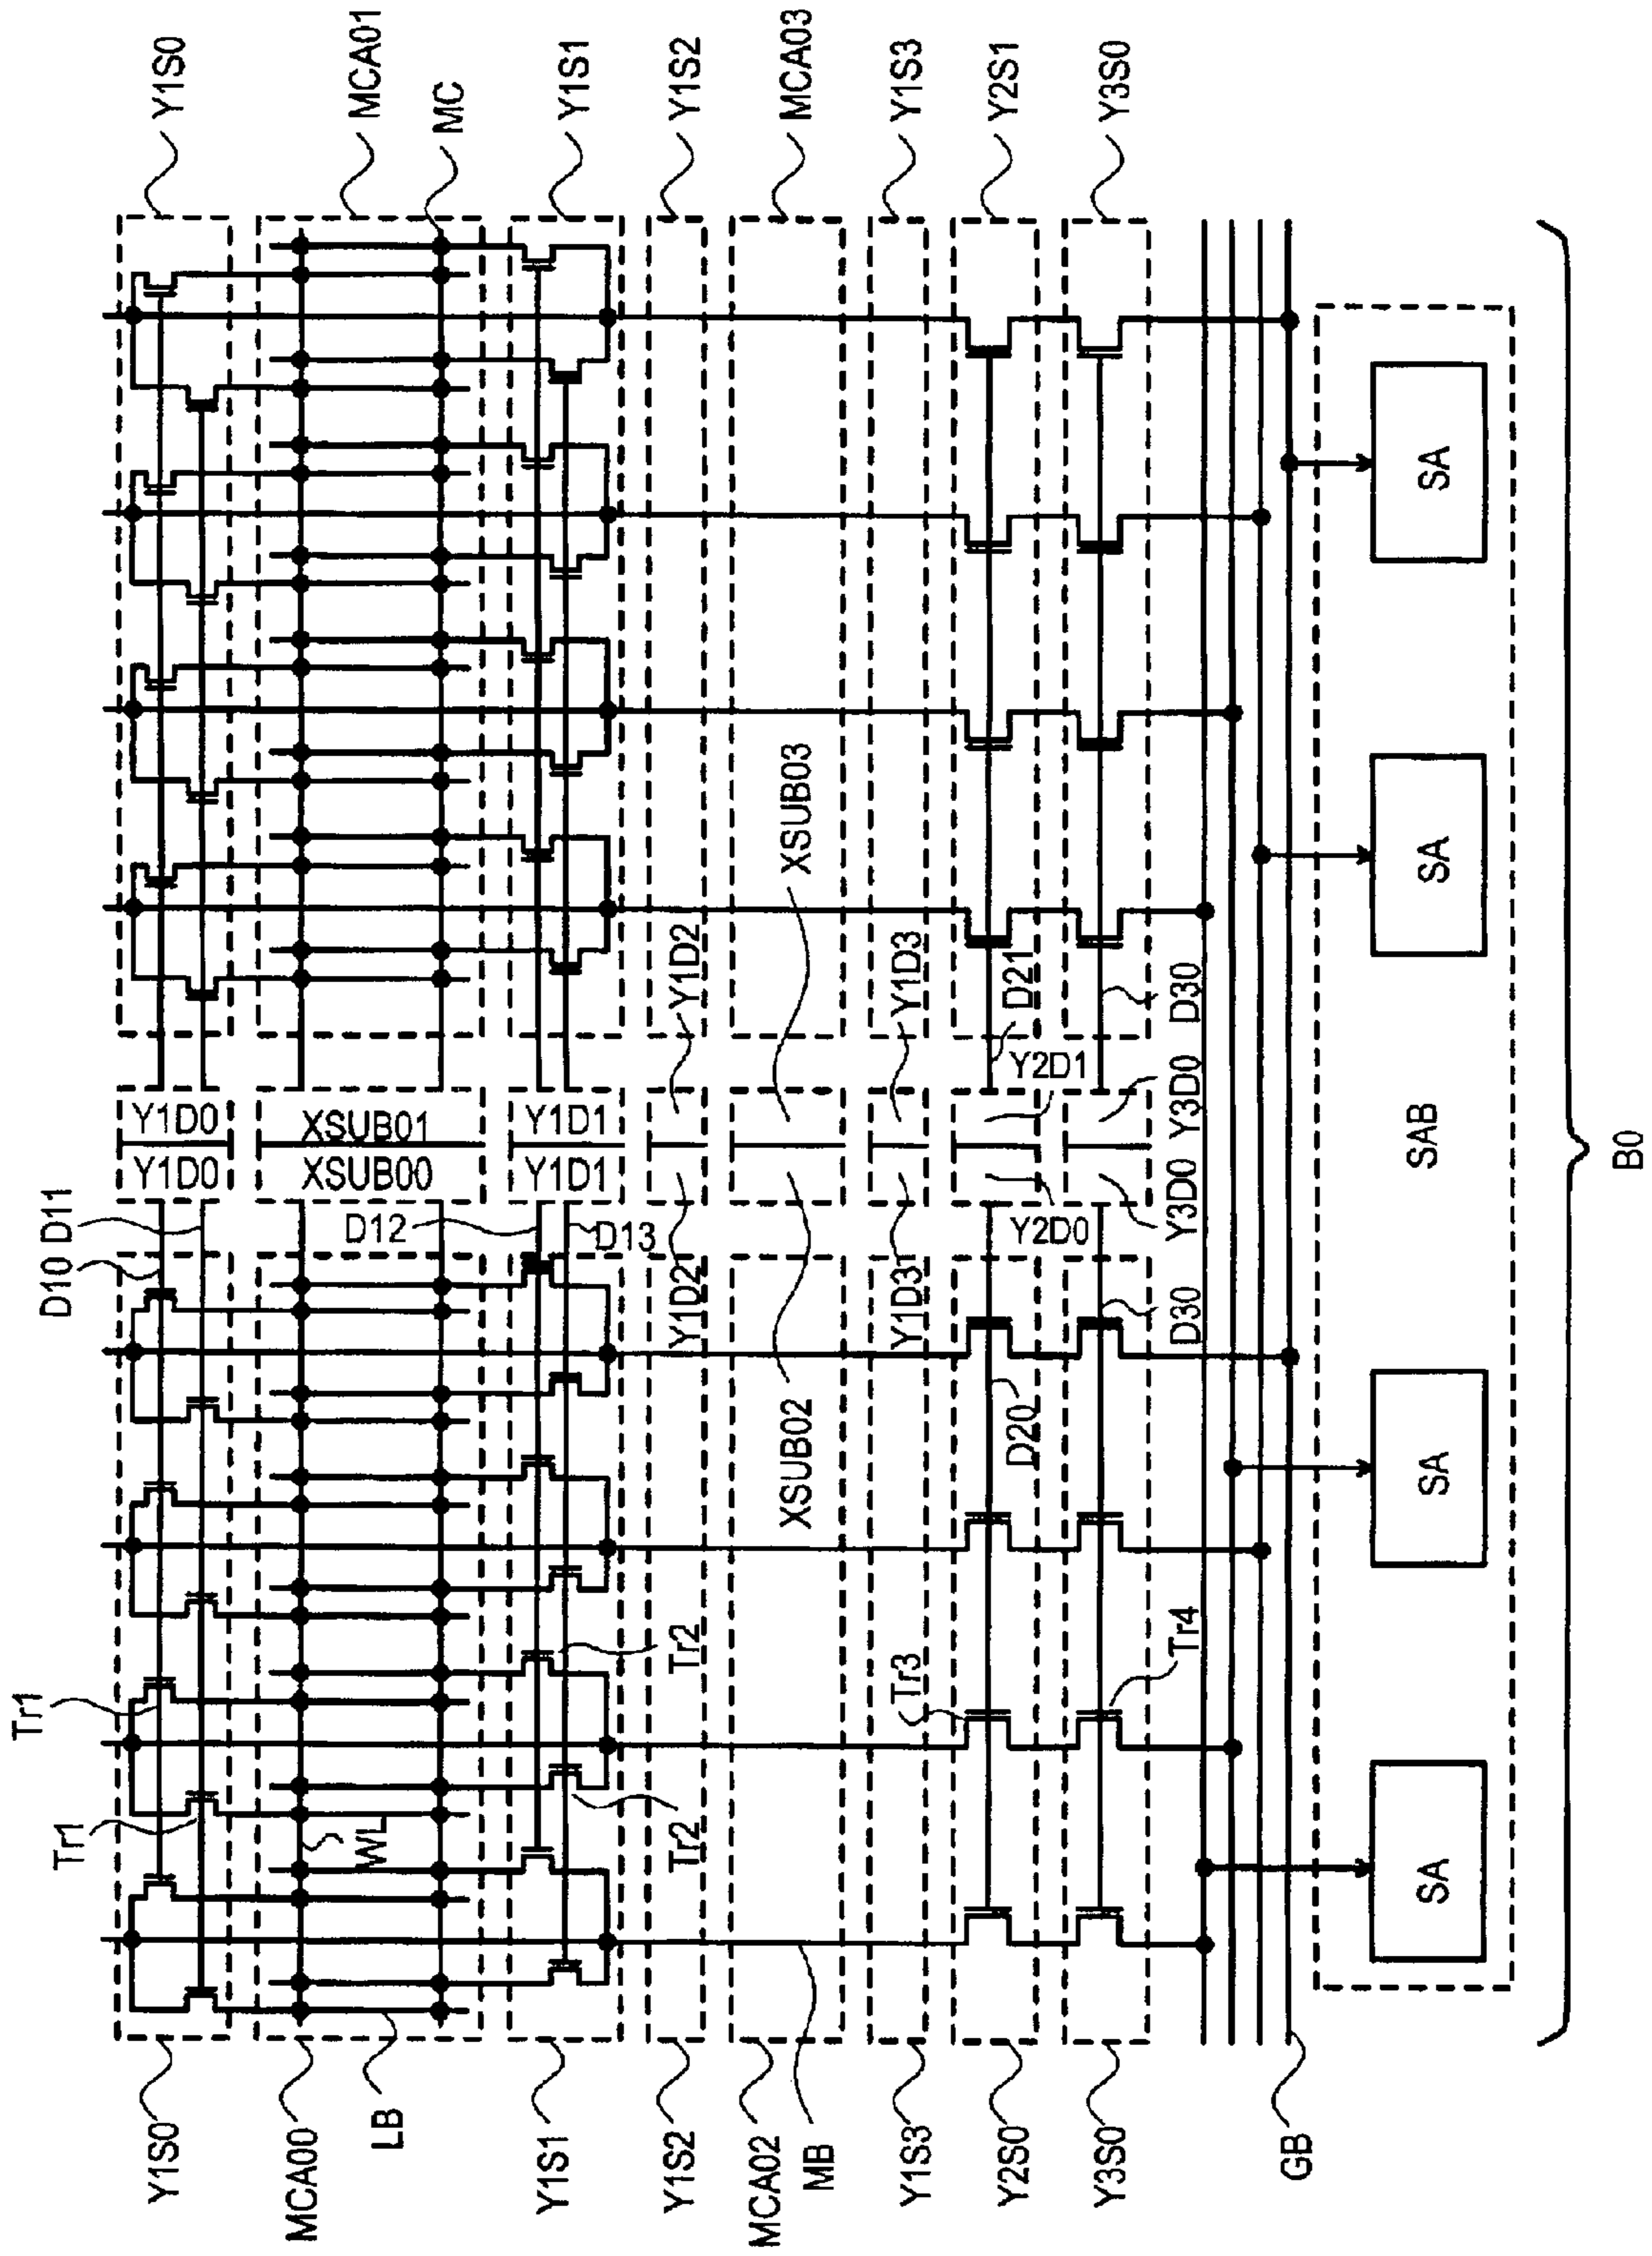 Y1S0
MCA01
MC
Y1S1
Y1S2
MCA03
Y1S3
Y2S1
Y3S0
Y1D0
XSUB01
Y1D1
Y1D2
XSUB03
Y1D3
D21
Y2D1
D30
Y3D0
Y1D0
XSUB00
Y1D1
D10
D11
D12
D13
Y1D2
XSUB02
Y1D3
Y2D0
D20
Y3D0
D30
Tr1
Tr1
WL
Tr2
Tr2
Tr3
Tr4
Y1S0
MCA00
LB
Y1S1
Y1S2
MCA02
MB
Y1S3
Y2S0
Y3S0
GB
SA
SA
SAB
SA
SA
B0